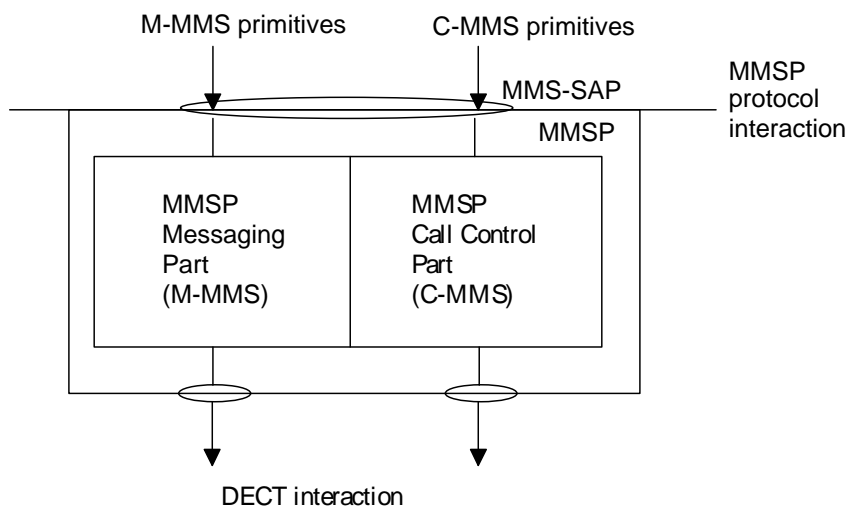 M-MMS primitives
C-MMS primitives
MMS-SAP
MMSP
protocol
interaction
MMSP
MMSP
Messaging
Part
(M-MMS)
MMSP
Call Control
Part
(C-MMS)
DECT interaction